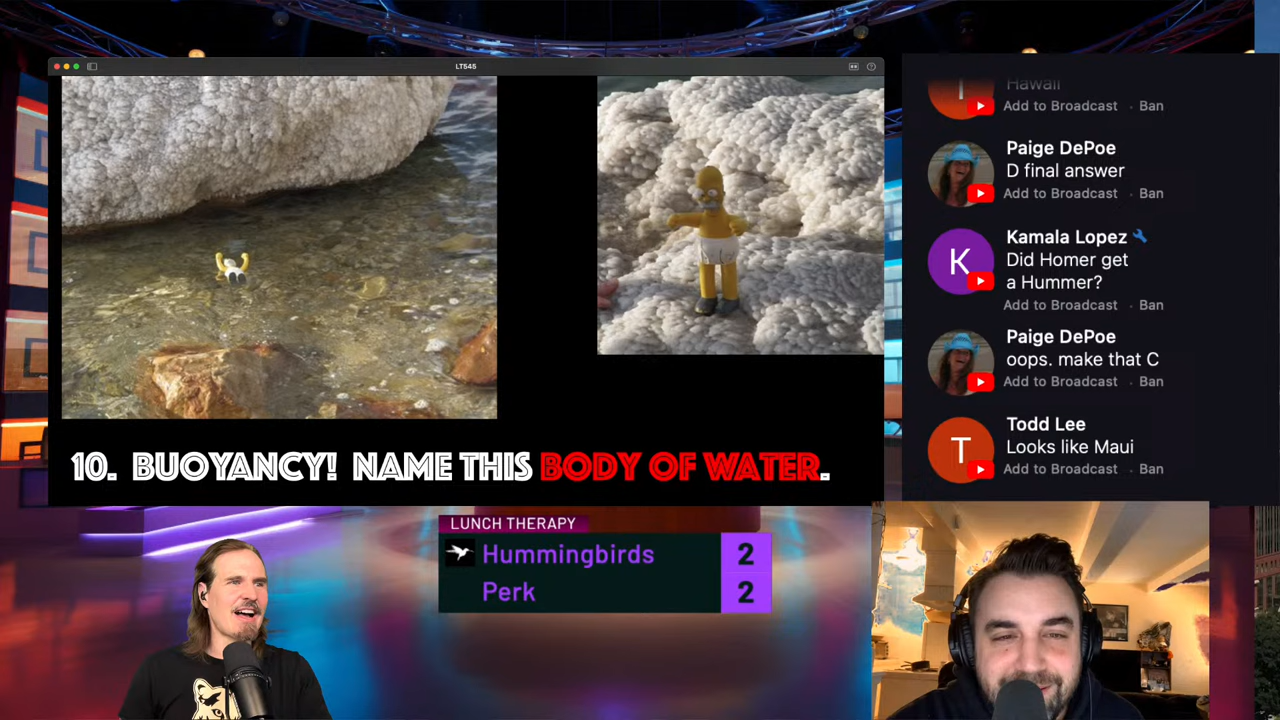 LT545
Hawaii
Add to Broadcast · Ban
Paige DePoe
D final answer
Add to Broadcast · Ban
K
Kamala Lopez
Did Homer get
a Hummer?
Add to Broadcast · Ban
Paige DePoe
oops. make that C
Add to Broadcast · Ban
T
Todd Lee
Looks like Maui
Add to Broadcast · Ban
10. BUOYANCY! NAME THIS BODY OF WATER.
LUNCH THERAPY
Hummingbirds 2
Perk 2